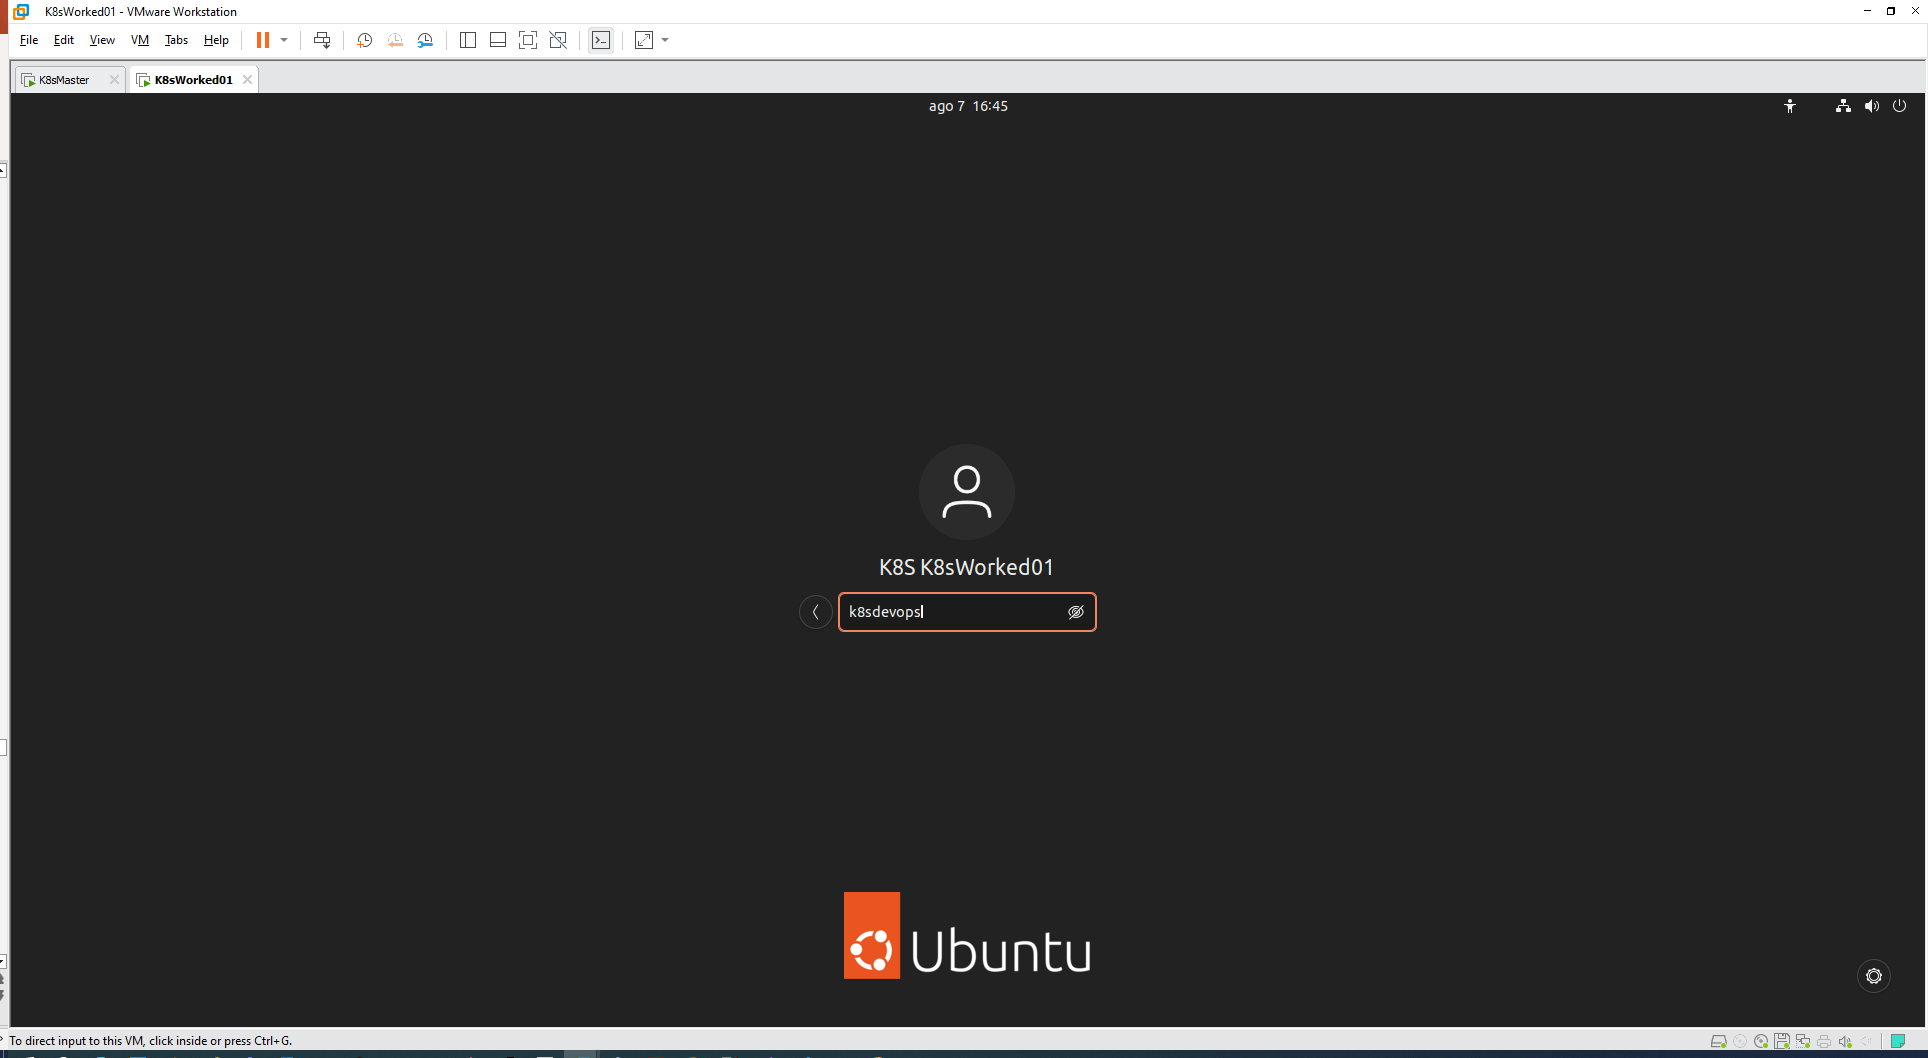 K8sWorked01 - VMware Workstation
File Edit View VM Tabs Help
K8sMaster K8sWorked01
ago 7 16:45
K8S K8sWorked01
k8sdevops
Ubuntu
To direct input to this VM, click inside or press Ctrl+G.